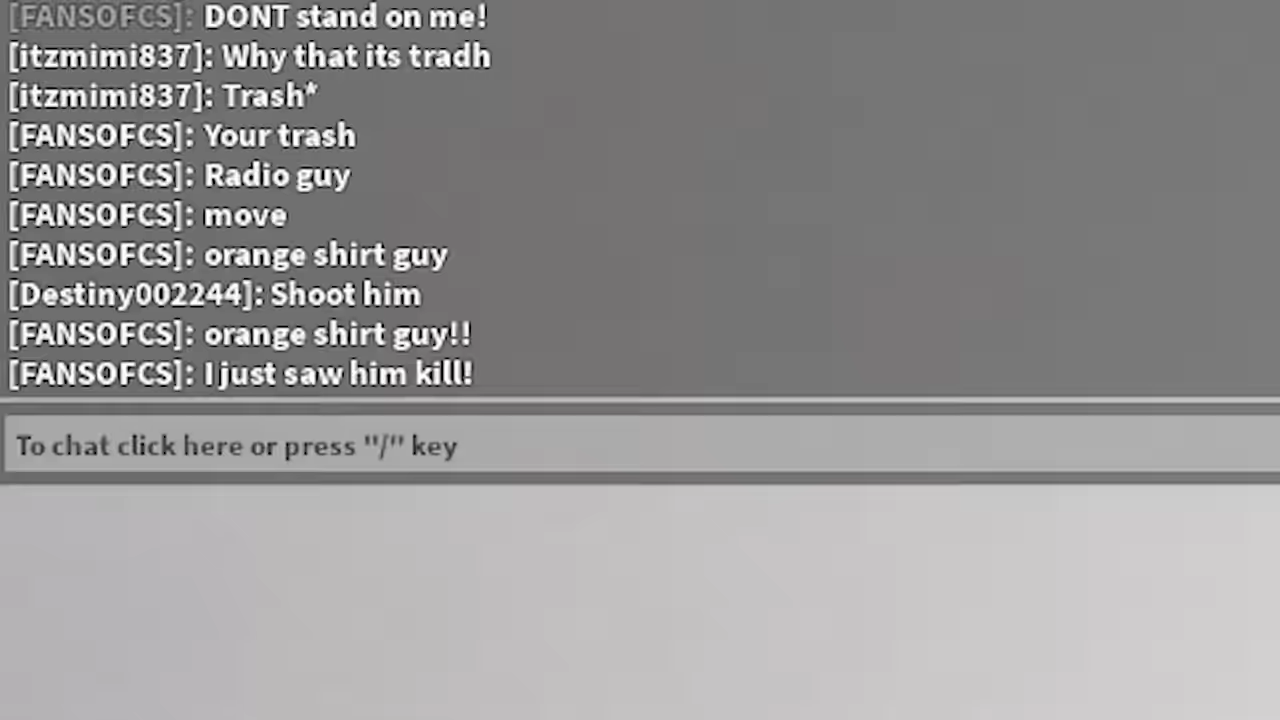 [FANSOFCS]: DONT stand on me!
[itzmimi837]: Why that its tradh
[itzmimi837]: Trash*
[FANSOFCS]: Your trash
[FANSOFCS]: Radio guy
[FANSOFCS]: move
[FANSOFCS]: orange shirt guy
[Destiny002244]: Shoot him
[FANSOFCS]: orange shirt guy!!
[FANSOFCS]: I just saw him kill!
To chat click here or press "/" key